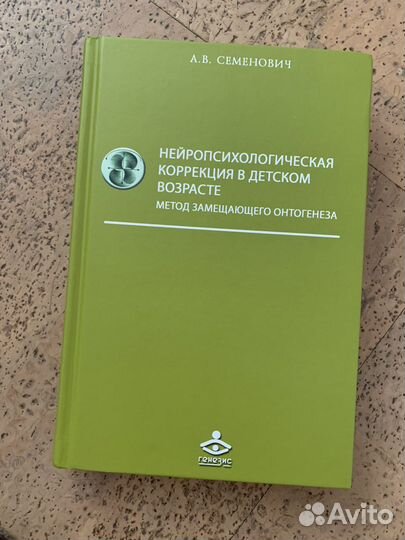 А.В. СЕМЕНОВИЧ
НЕЙРОПСИХОЛОГИЧЕСКАЯ
КОРРЕКЦИЯ В ДЕТСКОМ
ВОЗРАСТЕ
МЕТОД ЗАМЕЩАЮЩЕГО ОНТОГЕНЕЗА
генезис
Avito